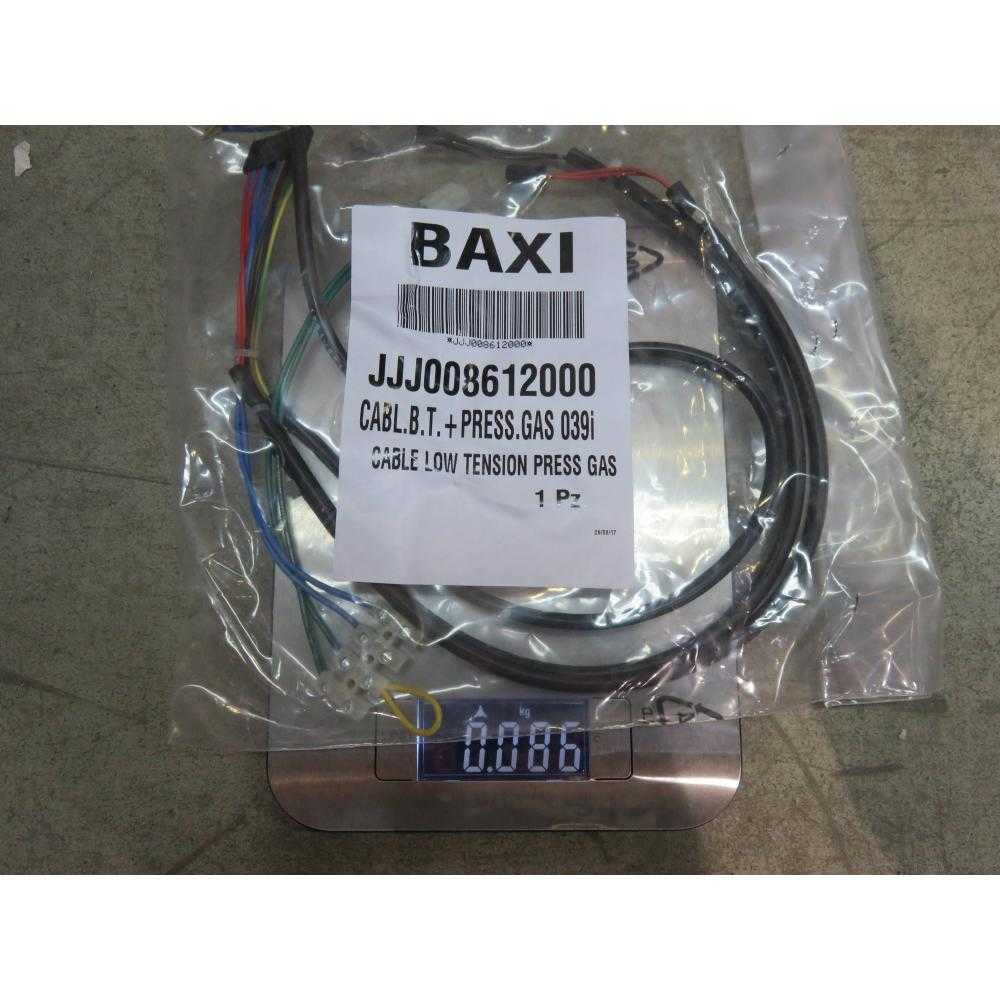 BAXI
*JJJ008612000*
JJJ008612000
CABL.B.T.+PRESS.GAS 039i
CABLE LOW TENSION PRESS GAS
1 Pz
kg
0.086